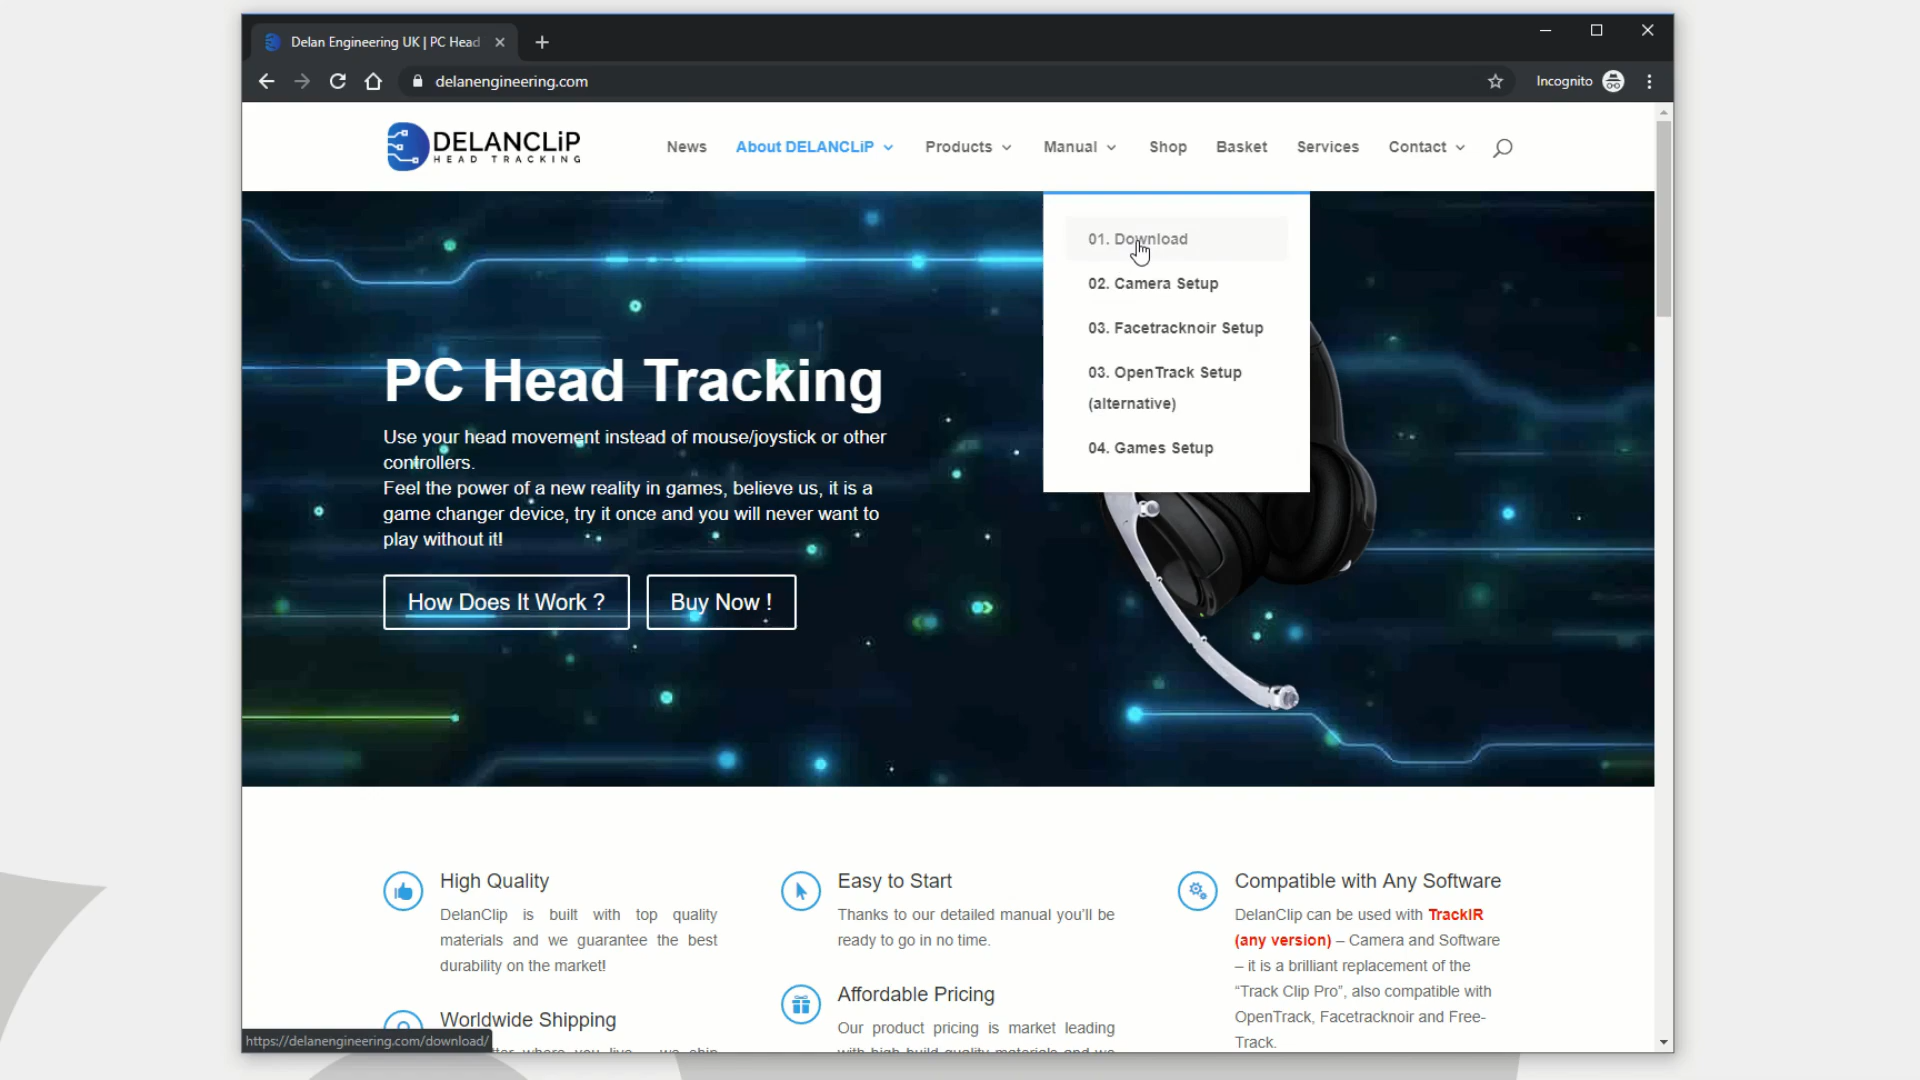 Delan Engineering UK | PC Head
delanengineering.com
Incognito
DELANCLiP
HEAD TRACKING
News
About DELANCLiP
Products
Manual
Shop
Basket
Services
Contact
01. Download
02. Camera Setup
03. Facetracknoir Setup
03. OpenTrack Setup
(alternative)
04. Games Setup
PC Head Tracking
Use your head movement instead of mouse/joystick or other
controllers.
Feel the power of a new reality in games, believe us, it is a
game changer device, try it once and you will never want to
play without it!
How Does It Work ?
Buy Now !
High Quality
DelanClip is built with top quality
materials and we guarantee the best
durability on the market!
Worldwide Shipping
Easy to Start
Thanks to our detailed manual you'll be
ready to go in no time.
Affordable Pricing
Our product pricing is market leading
with high build quality materials and we
Compatible with Any Software
DelanClip can be used with TrackIR
(any version) – Camera and Software
– it is a brilliant replacement of the
“Track Clip Pro”, also compatible with
OpenTrack, Facetracknoir and Free-
Track.
https://delanengineering.com/download/